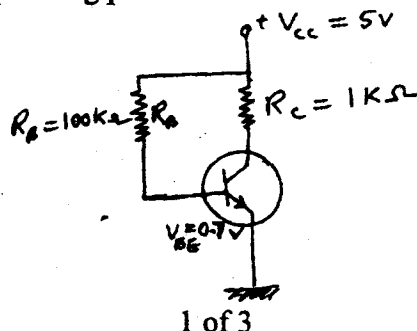 + Vcc = 5V
RB = 100KΩ
RB
RC = 1KΩ
VBE = 0.7V
1 of 3